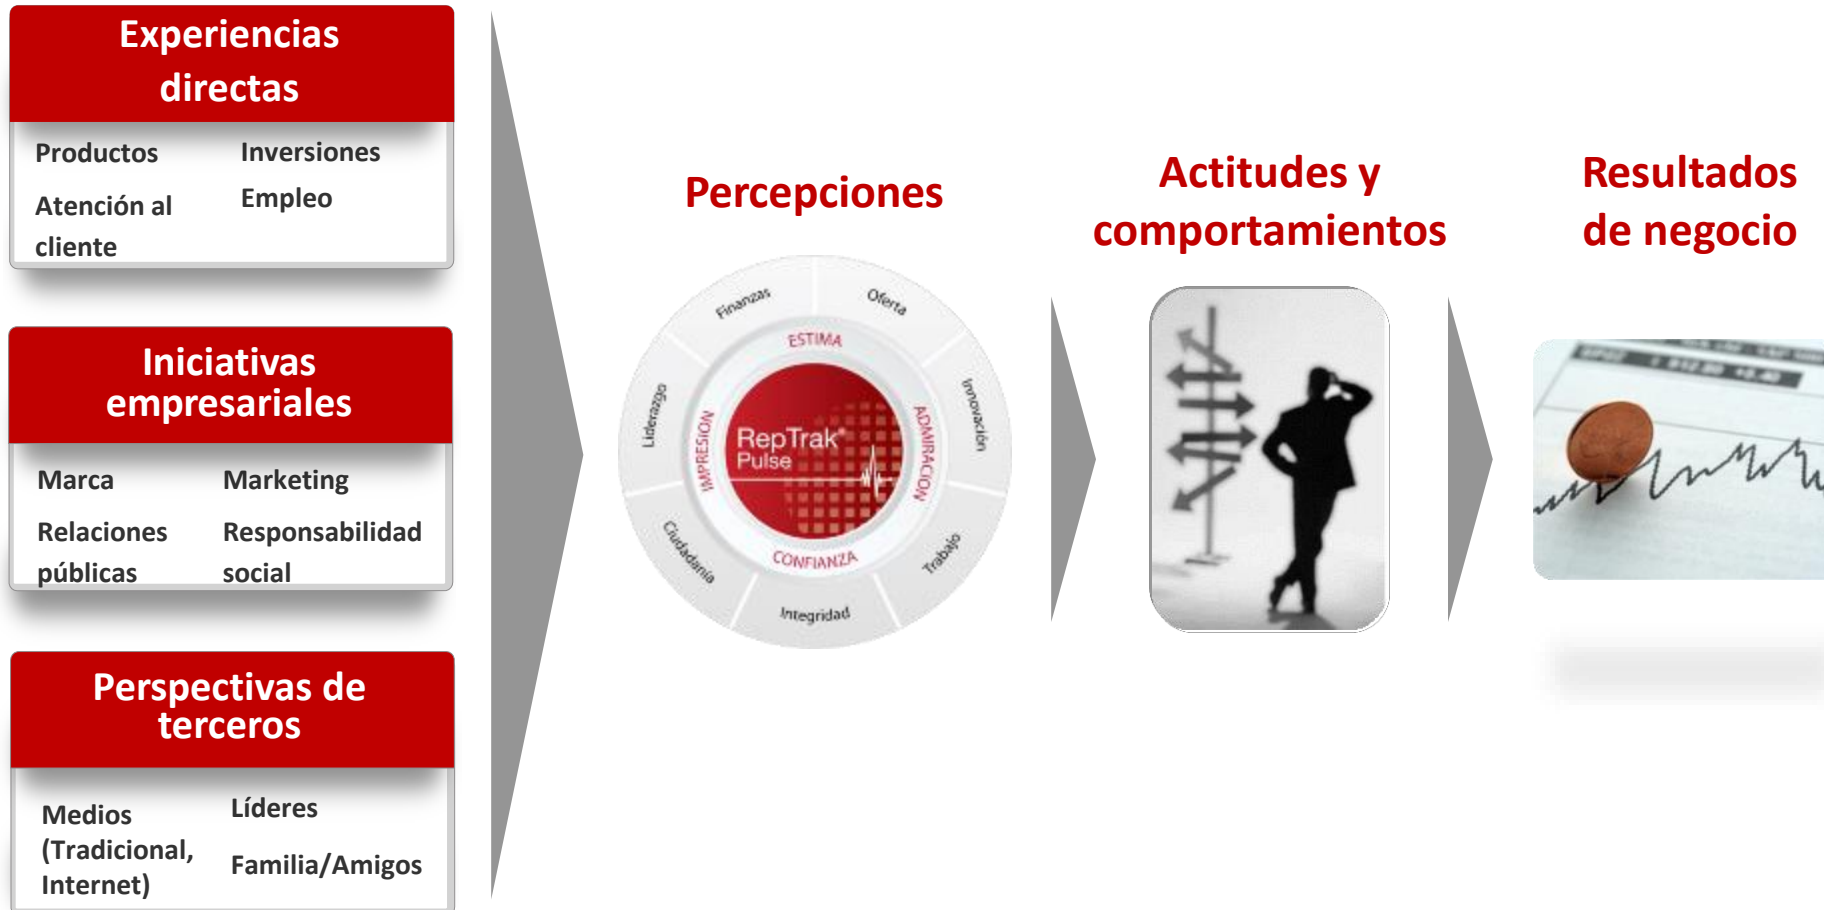 Experiencias
directas
Productos
Inversiones
Atención al
cliente
Empleo
Iniciativas
empresariales
Marca
Marketing
Relaciones
públicas
Responsabilidad
social
Perspectivas de
terceros
Medios
(Tradicional,
Internet)
Líderes
Familia/Amigos
Percepciones
Finanzas
Oferta
Innovación
Trabajo
Integridad
Ciudadanía
Liderazgo
ESTIMA
ADMIRACION
CONFIANZA
IMPRESION
RepTrak®
Pulse
Actitudes y
comportamientos
Resultados
de negocio